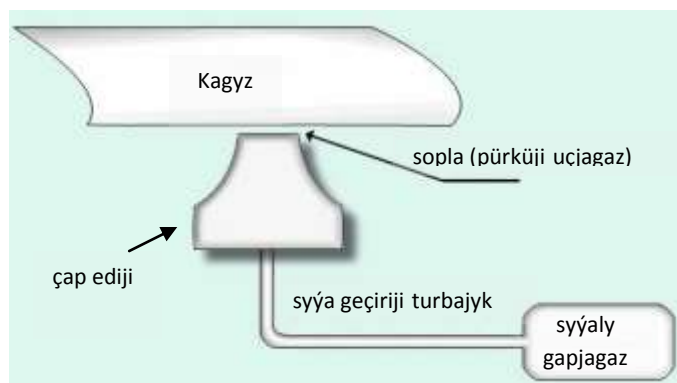 Kagyz
sopla (pürküji uçjagaz)
çap ediji
syýa geçiriji turbajyk
syýaly
gapjagaz